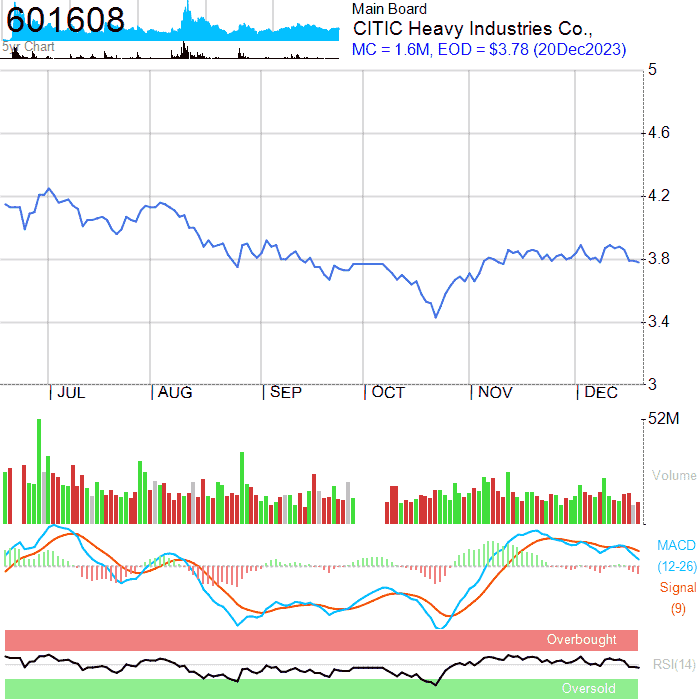 601608
5yr Chart
Main Board
CITIC Heavy Industries Co.,
MC = 1.6M, EOD = $3.78 (20Dec2023)
5
4.6
4.2
3.8
3.4
3
JUL AUG SEP OCT NOV DEC
52M
Volume
MACD
(12-26)
Signal
(9)
Overbought
RSI(14)
Oversold